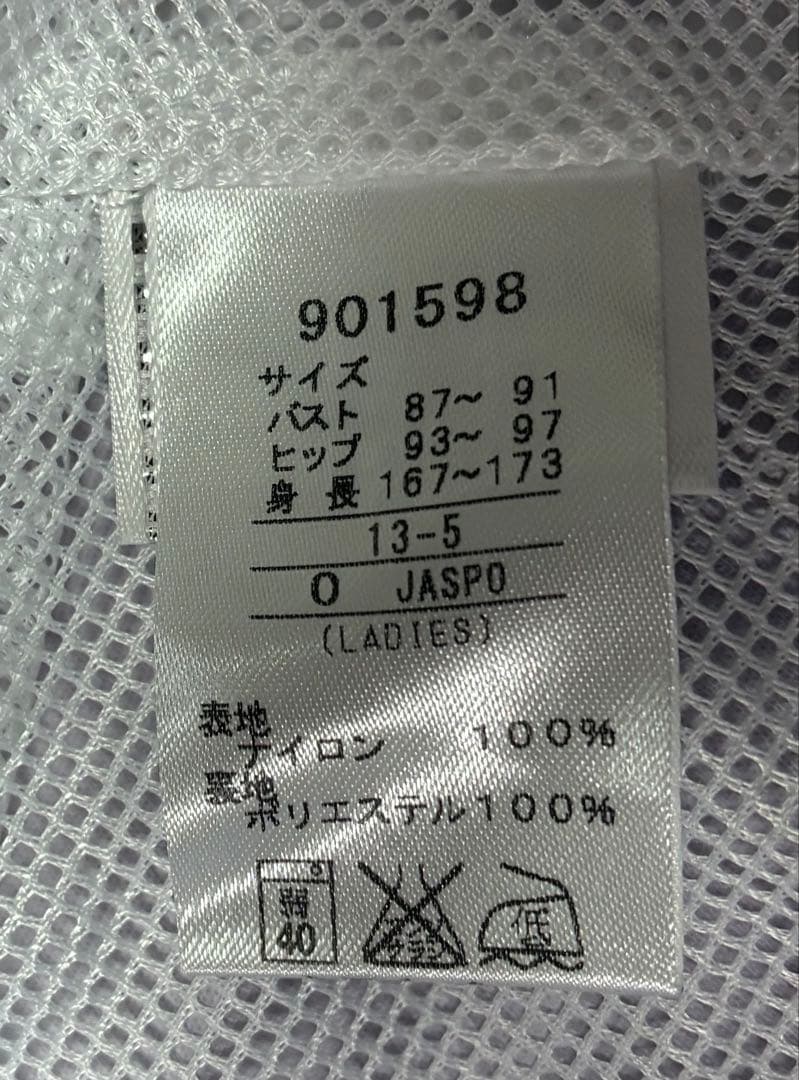 901598
サイズ
バスト 87〜 91
ヒップ 93〜 97
身長 167〜173
13-5
O JASPO
(LADIES)
表地
ナイロン 100%
裏地
ポリエステル100%
弱
40
低